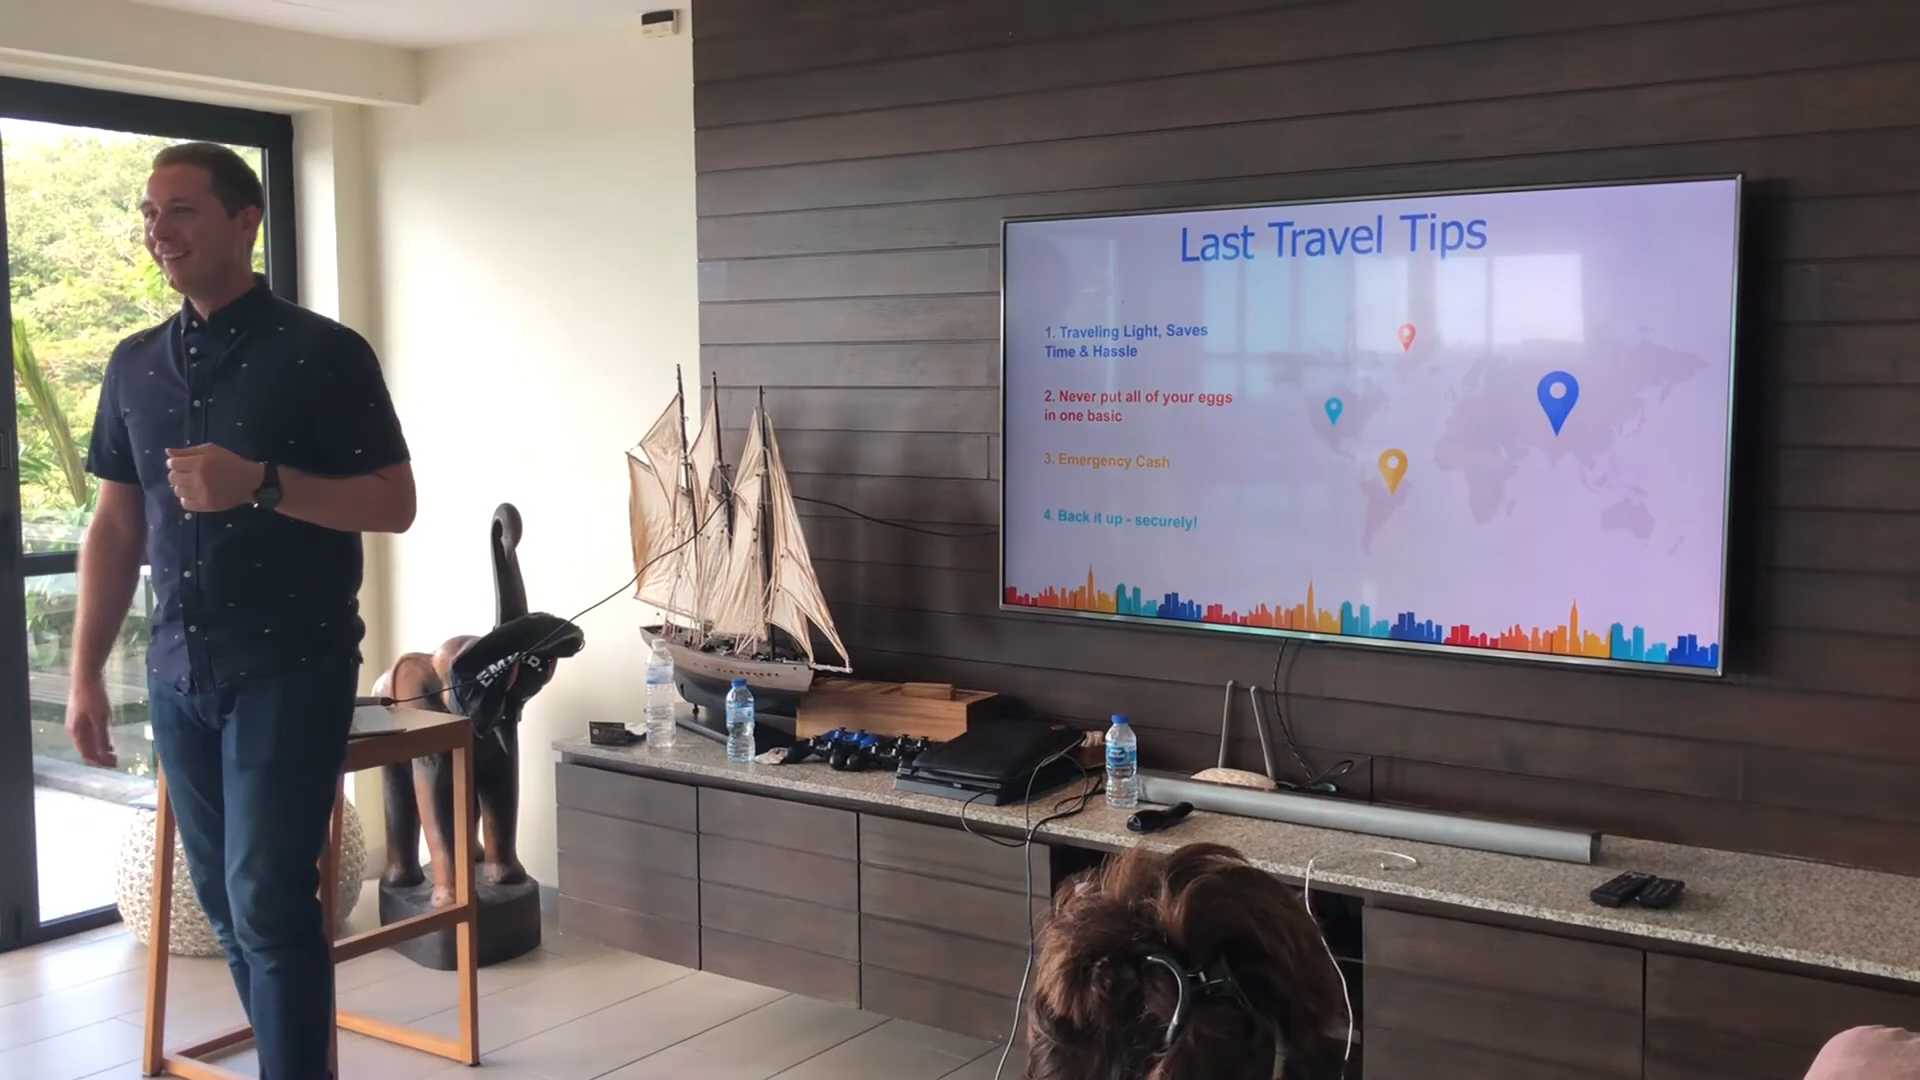 Last Travel Tips
1. Traveling Light, Saves
Time & Hassle
2. Never put all of your eggs
in one basic
3. Emergency Cash
4. Back it up - securely!